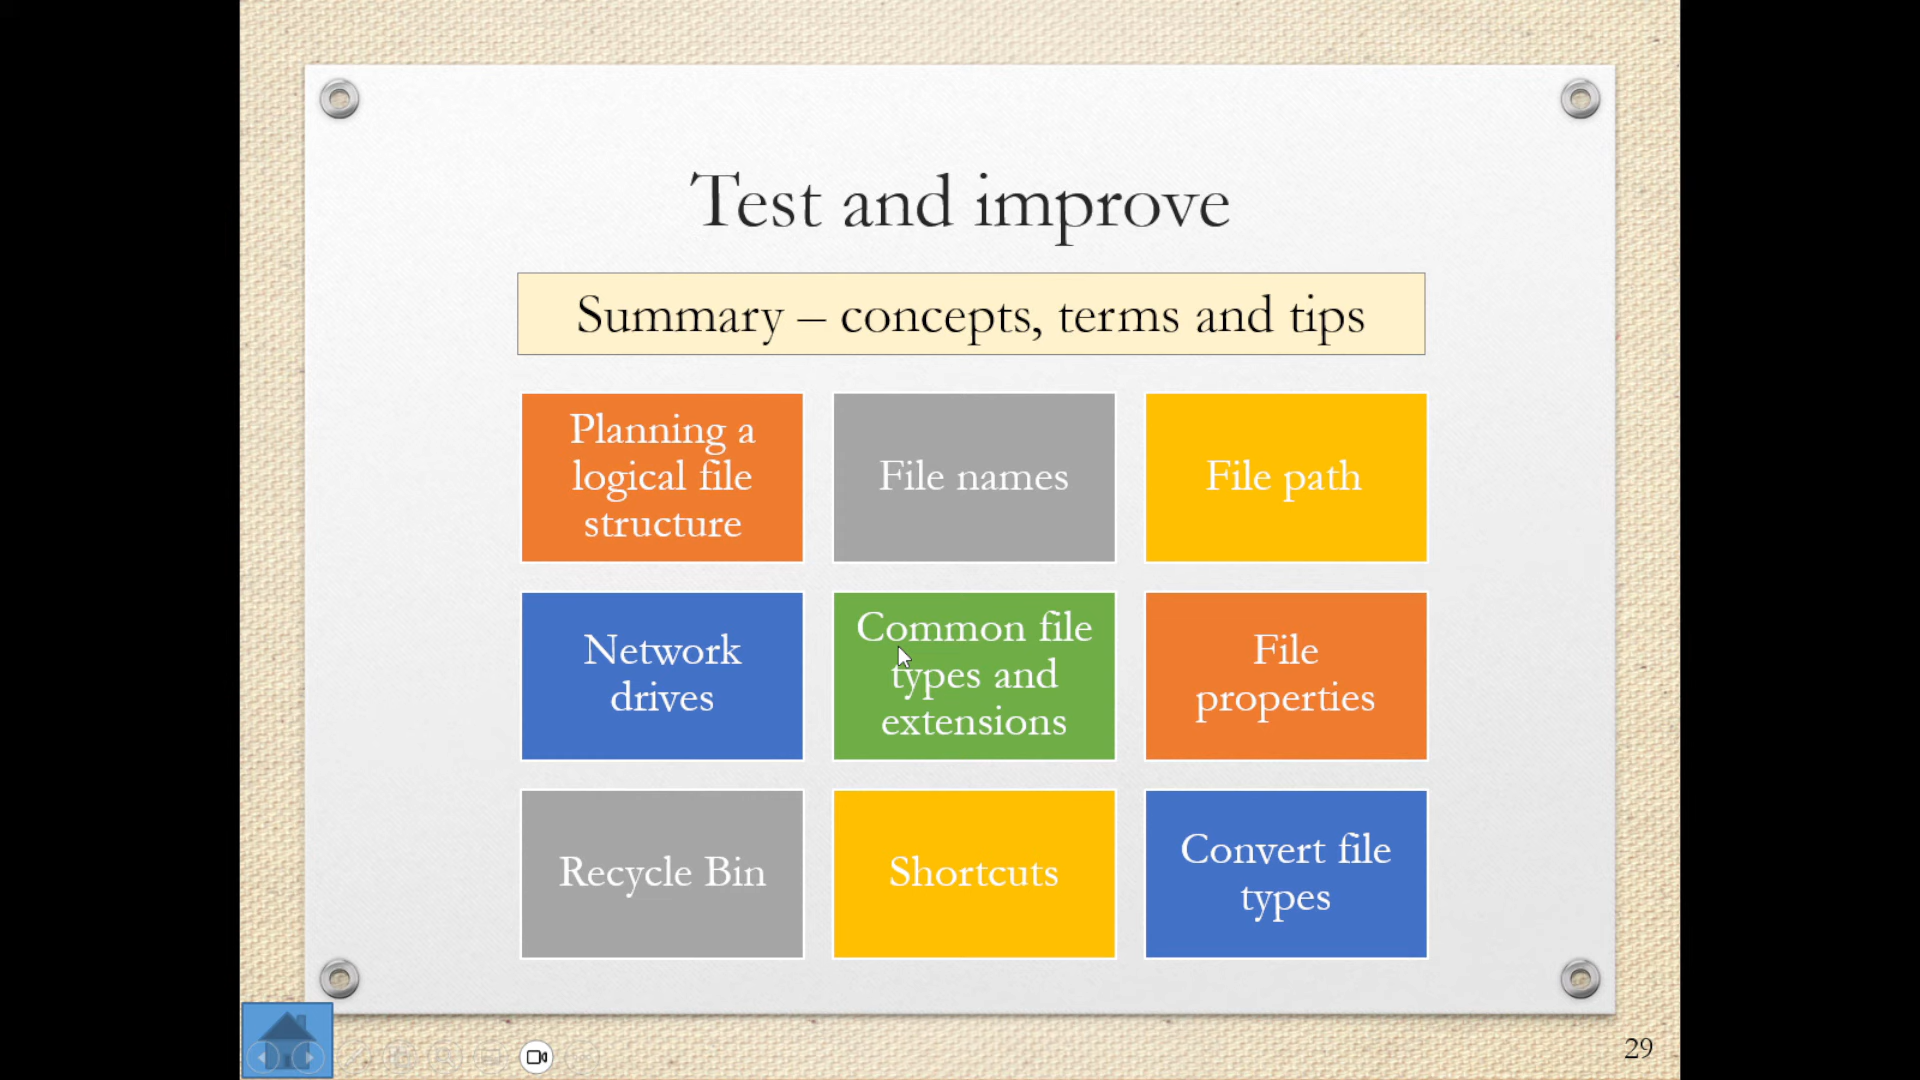 Test and improve
Summary – concepts, terms and tips
Planning a
logical file
structure
File names
File path
Network
drives
Common file
types and
extensions
File
properties
Recycle Bin
Shortcuts
Convert file
types
29